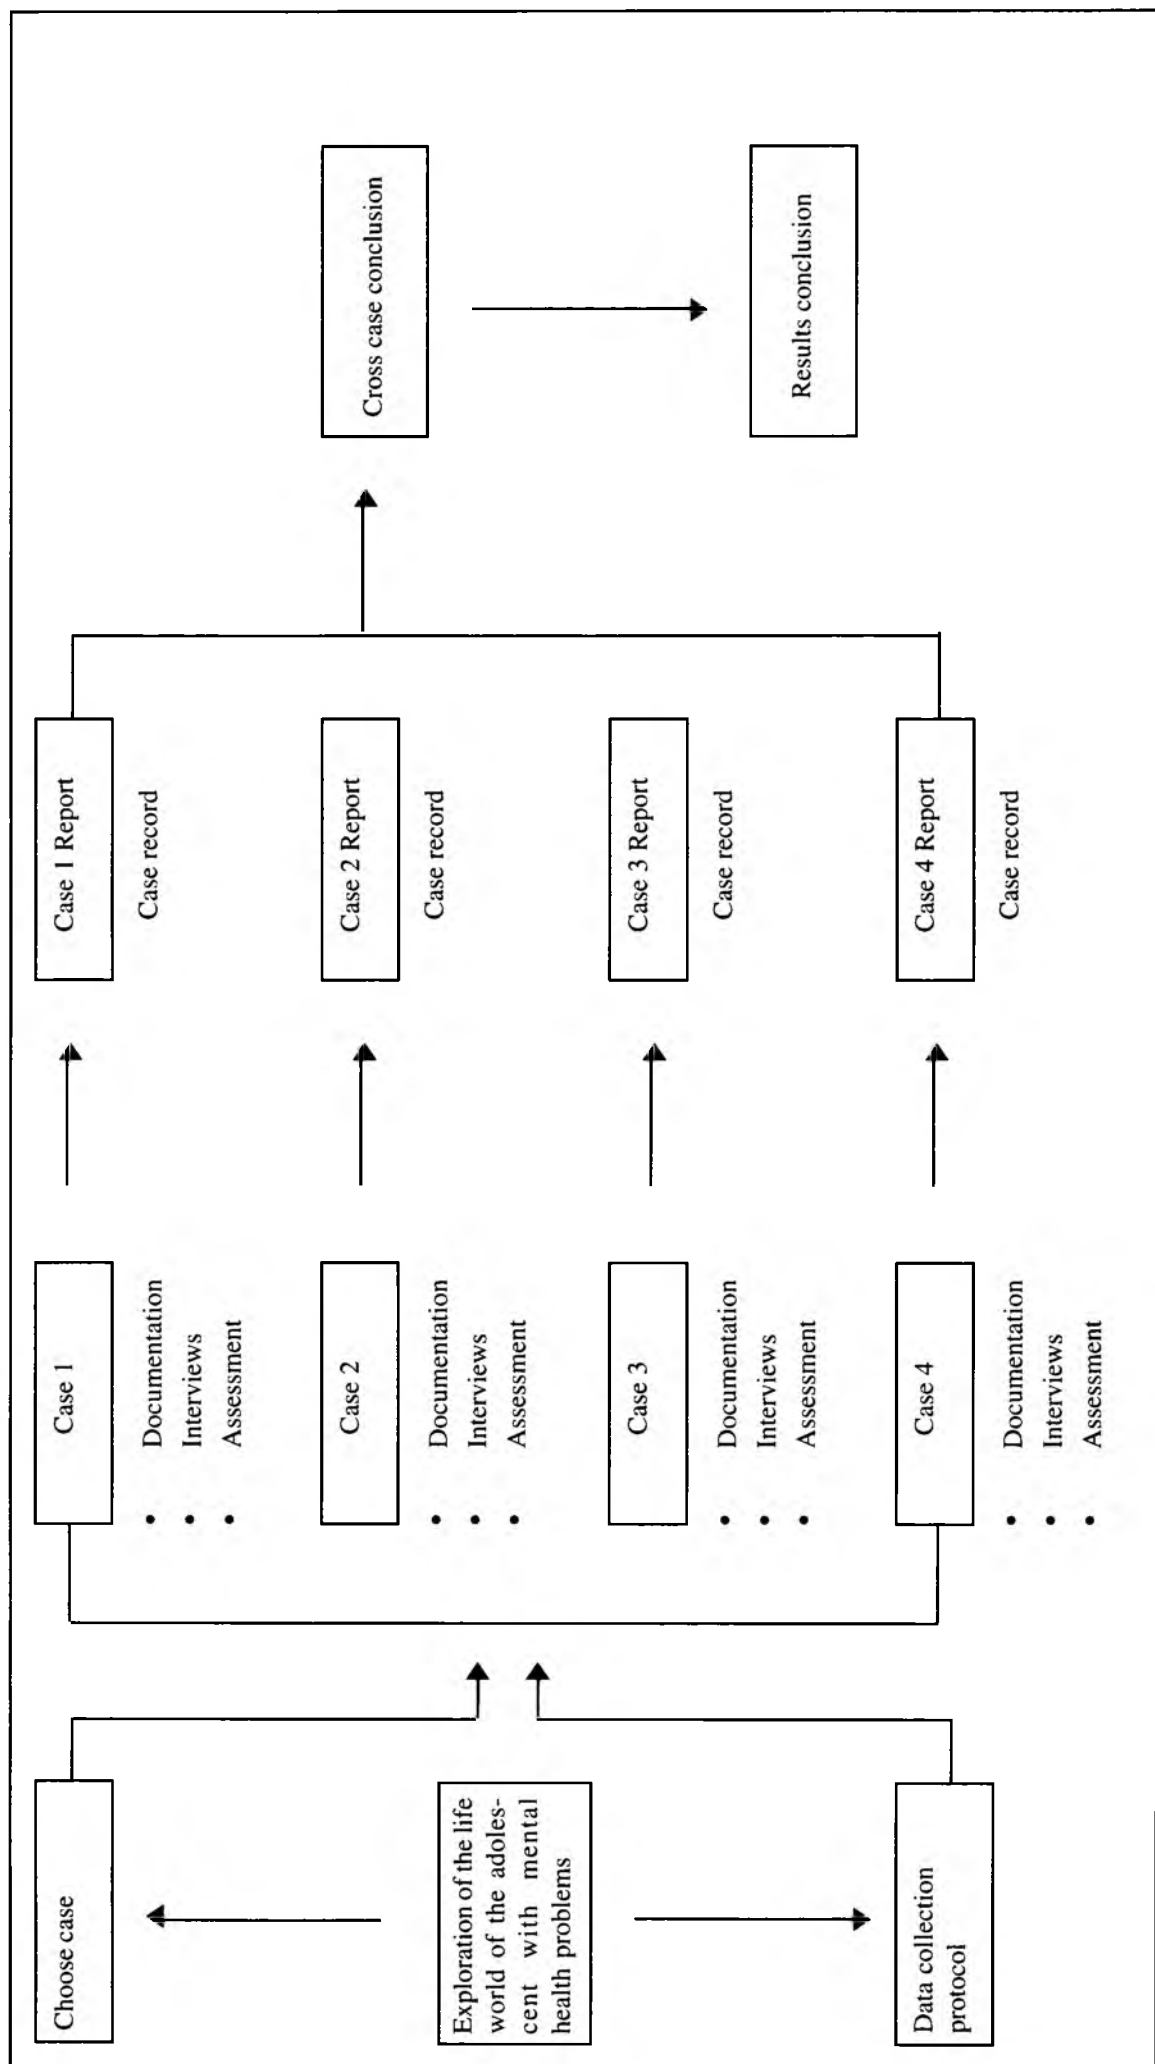 Choose case
Exploration of the life
world of the adoles-
cent with mental
health problems
Data collection
protocol
Case 1
• Documentation
• Interviews
• Assessment
Case 2
• Documentation
• Interviews
• Assessment
Case 3
• Documentation
• Interviews
• Assessment
Case 4
• Documentation
• Interviews
• Assessment
Case 1 Report
Case record
Case 2 Report
Case record
Case 3 Report
Case record
Case 4 Report
Case record
Cross case conclusion
Results conclusion